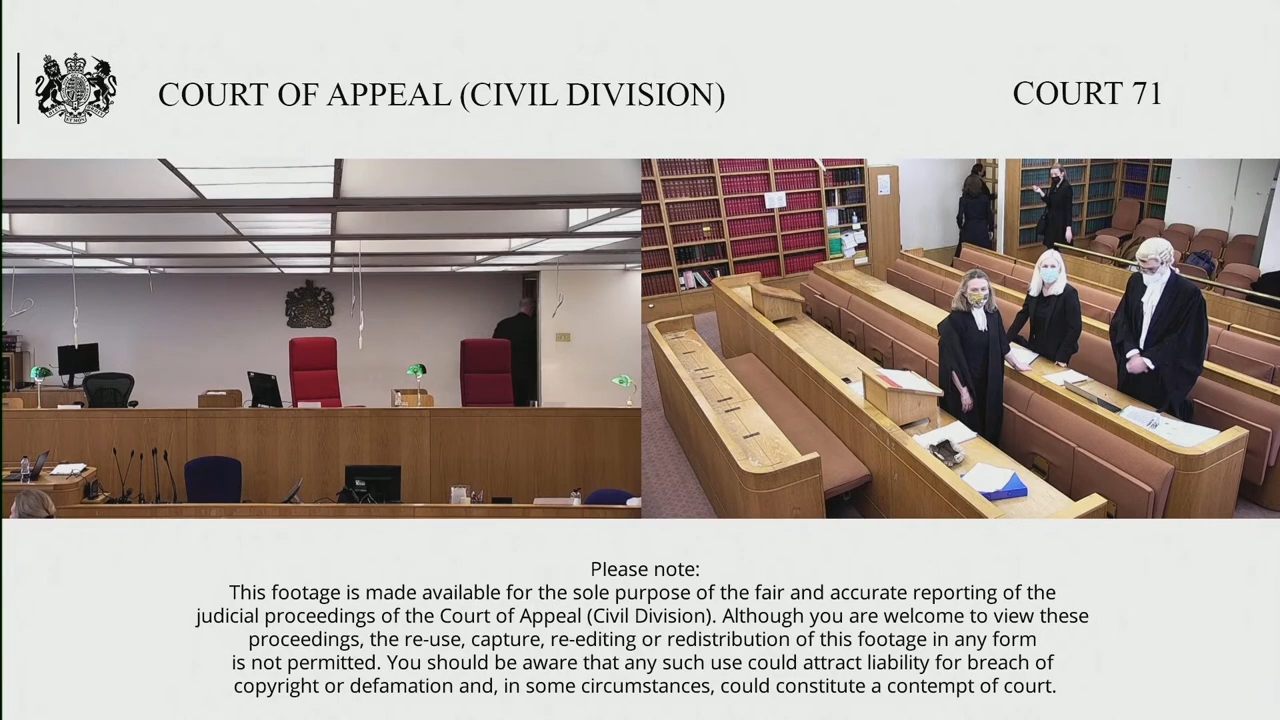 COURT OF APPEAL (CIVIL DIVISION)
COURT 71
Please note:
This footage is made available for the sole purpose of the fair and accurate reporting of the
judicial proceedings of the Court of Appeal (Civil Division). Although you are welcome to view these
proceedings, the re-use, capture, re-editing or redistribution of this footage in any form
is not permitted. You should be aware that any such use could attract liability for breach of
copyright or defamation and, in some circumstances, could constitute a contempt of court.